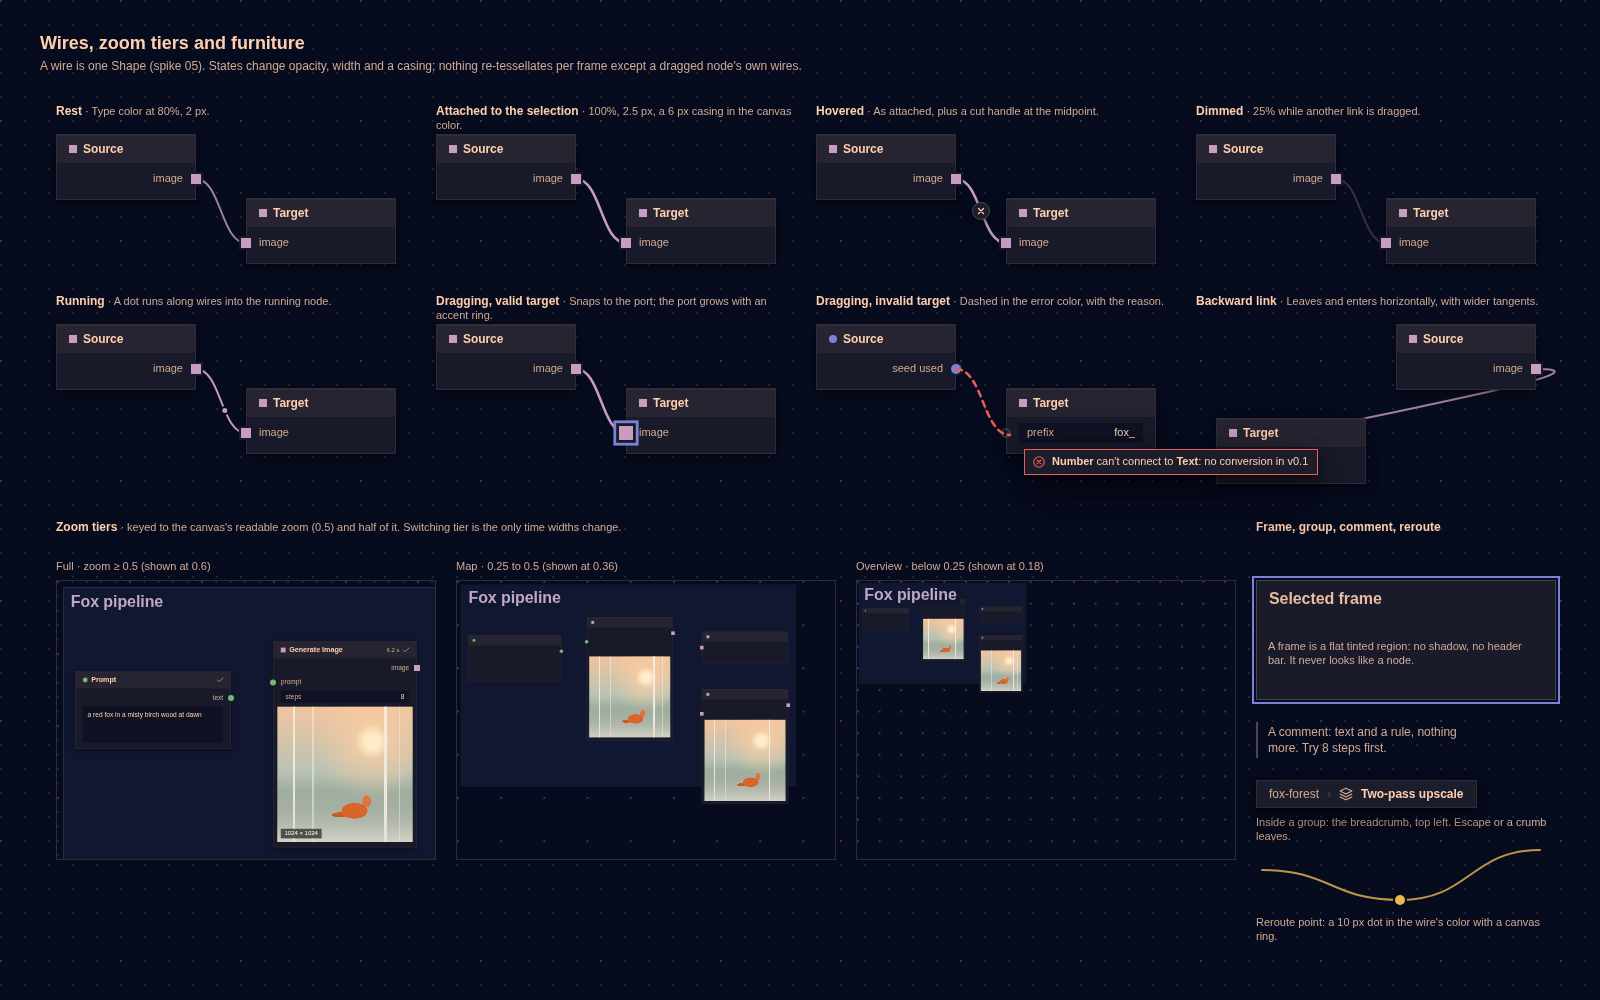 Wires, zoom tiers and furniture
A wire is one Shape (spike 05). States change opacity, width and a casing; nothing re-tessellates per frame except a dragged node's own wires.
Rest · Type color at 80%, 2 px.
Source
image
Target
image
Attached to the selection · 100%, 2.5 px, a 6 px casing in the canvas
color.
Source
image
Target
image
Hovered · As attached, plus a cut handle at the midpoint.
Source
image
Target
image
Dimmed · 25% while another link is dragged.
Source
image
Target
image
Running · A dot runs along wires into the running node.
Source
image
Target
image
Dragging, valid target · Snaps to the port; the port grows with an
accent ring.
Source
image
Target
image
Dragging, invalid target · Dashed in the error color, with the reason.
Source
seed used
Target
prefix fox_
Number can't connect to Text: no conversion in v0.1
Backward link · Leaves and enters horizontally, with wider tangents.
Source
image
Target
Zoom tiers · keyed to the canvas's readable zoom (0.5) and half of it. Switching tier is the only time widths change.
Full · zoom ≥ 0.5 (shown at 0.6)
Fox pipeline
Prompt
text
a red fox in a misty birch wood at dawn
Generate Image 6.2 s
image
prompt
steps 8
1024 × 1024
Map · 0.25 to 0.5 (shown at 0.36)
Fox pipeline
Overview · below 0.25 (shown at 0.18)
Fox pipeline
Frame, group, comment, reroute
Selected frame
A frame is a flat tinted region: no shadow, no header
bar. It never looks like a node.
A comment: text and a rule, nothing
more. Try 8 steps first.
fox-forest › Two-pass upscale
Inside a group: the breadcrumb, top left. Escape or a crumb
leaves.
Reroute point: a 10 px dot in the wire's color with a canvas
ring.